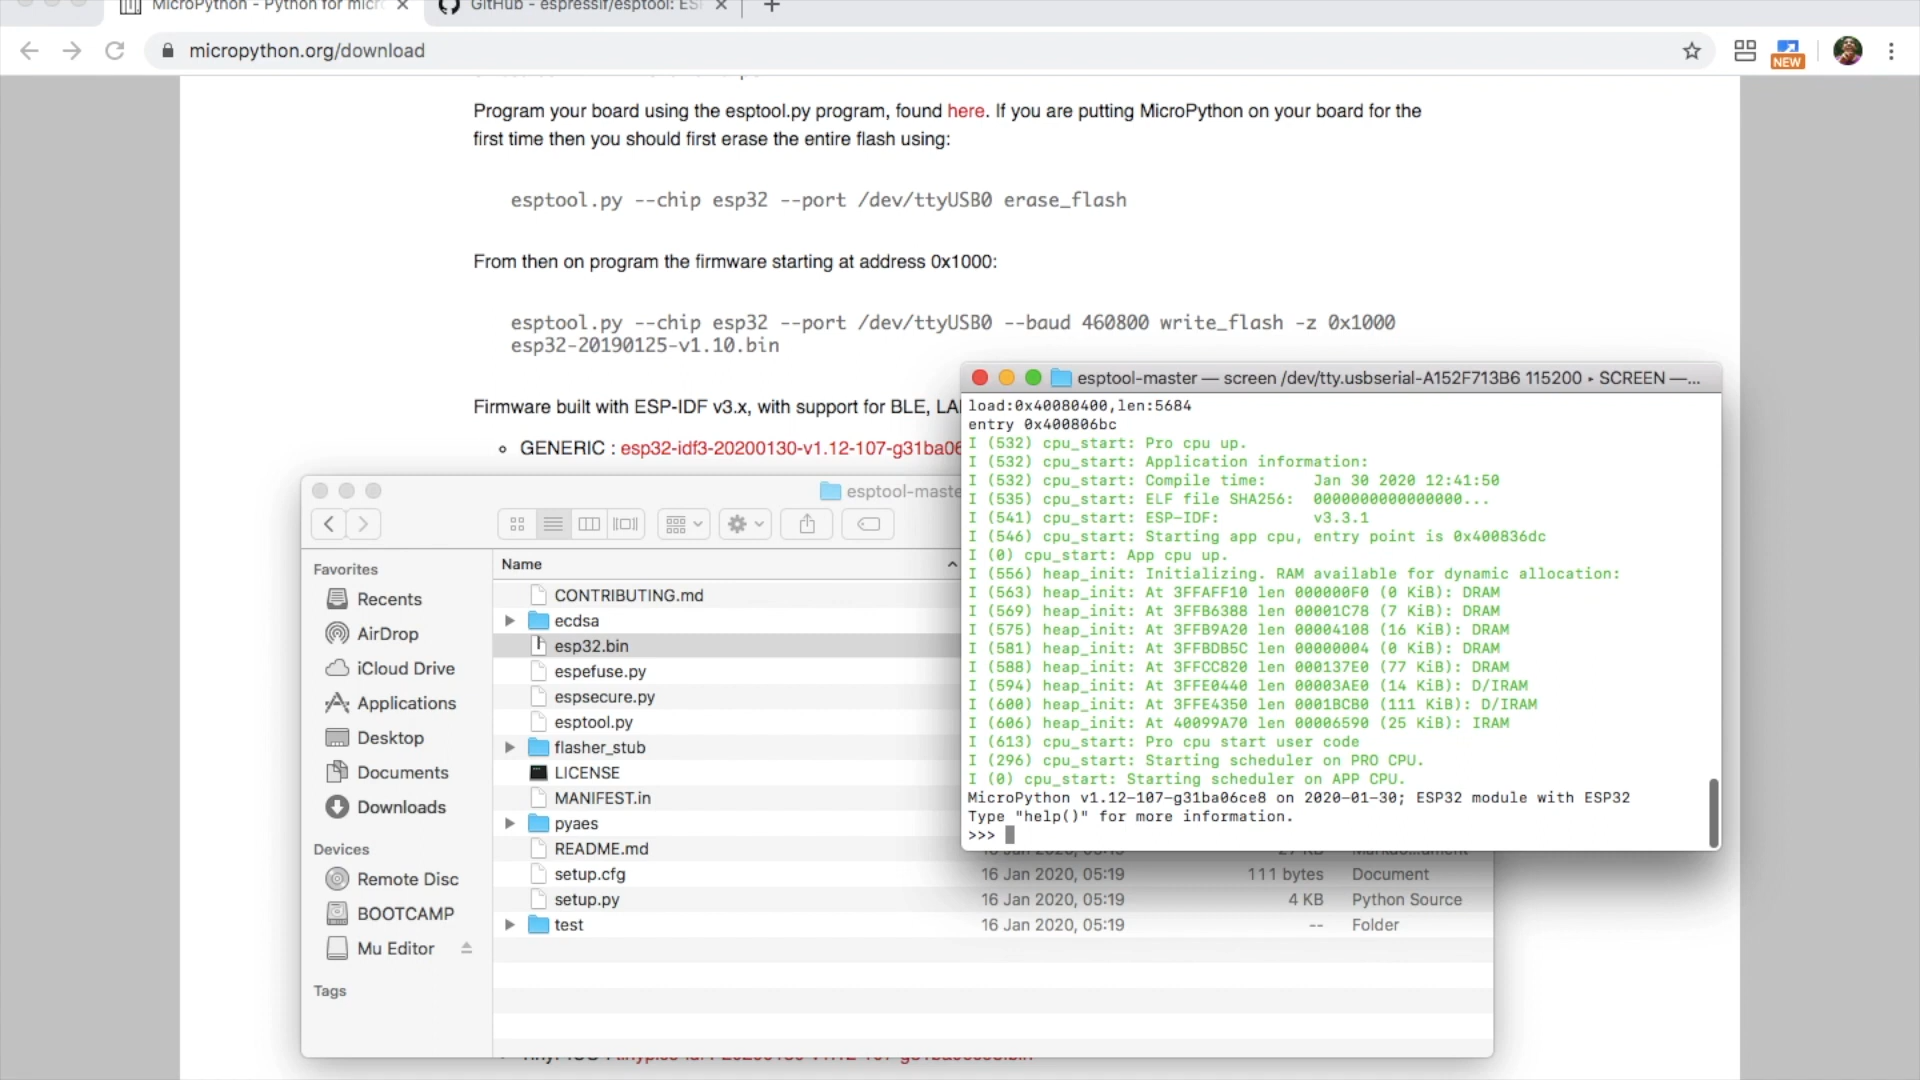 MicroPython - Python for micro
GitHub - espressif/esptool: ES
micropython.org/download
NEW
Program your board using the esptool.py program, found here. If you are putting MicroPython on your board for the
first time then you should first erase the entire flash using:
esptool.py --chip esp32 --port /dev/ttyUSB0 erase_flash
From then on program the firmware starting at address 0x1000:
esptool.py --chip esp32 --port /dev/ttyUSB0 --baud 460800 write_flash -z 0x1000
esp32-20190125-v1.10.bin
Firmware built with ESP-IDF v3.x, with support for BLE, LA
GENERIC : esp32-idf3-20200130-v1.12-107-g31ba06
esptool-master — screen /dev/tty.usbserial-A152F713B6 115200 ▸ SCREEN —...
load:0x40080400,len:5684
entry 0x400806bc
I (532) cpu_start: Pro cpu up.
I (532) cpu_start: Application information:
I (532) cpu_start: Compile time:     Jan 30 2020 12:41:50
I (535) cpu_start: ELF file SHA256:  0000000000000000...
I (541) cpu_start: ESP-IDF:          v3.3.1
I (546) cpu_start: Starting app cpu, entry point is 0x400836dc
I (0) cpu_start: App cpu up.
I (556) heap_init: Initializing. RAM available for dynamic allocation:
I (563) heap_init: At 3FFAFF10 len 000000F0 (0 KiB): DRAM
I (569) heap_init: At 3FFB6388 len 00001C78 (7 KiB): DRAM
I (575) heap_init: At 3FFB9A20 len 00004108 (16 KiB): DRAM
I (581) heap_init: At 3FFBDB5C len 00000004 (0 KiB): DRAM
I (588) heap_init: At 3FFCC820 len 000137E0 (77 KiB): DRAM
I (594) heap_init: At 3FFE0440 len 00003AE0 (14 KiB): D/IRAM
I (600) heap_init: At 3FFE4350 len 0001BCB0 (111 KiB): D/IRAM
I (606) heap_init: At 40099A70 len 00006590 (25 KiB): IRAM
I (613) cpu_start: Pro cpu start user code
I (296) cpu_start: Starting scheduler on PRO CPU.
I (0) cpu_start: Starting scheduler on APP CPU.
MicroPython v1.12-107-g31ba06ce8 on 2020-01-30; ESP32 module with ESP32
Type "help()" for more information.
>>>
esptool-maste
Favorites
Recents
AirDrop
iCloud Drive
Applications
Desktop
Documents
Downloads
Devices
Remote Disc
BOOTCAMP
Mu Editor
Tags
Name
CONTRIBUTING.md
ecdsa
esp32.bin
espefuse.py
espsecure.py
esptool.py
flasher_stub
LICENSE
MANIFEST.in
pyaes
README.md
setup.cfg 16 Jan 2020, 05:19 111 bytes Document
setup.py 16 Jan 2020, 05:19 4 KB Python Source
test 16 Jan 2020, 05:19 -- Folder